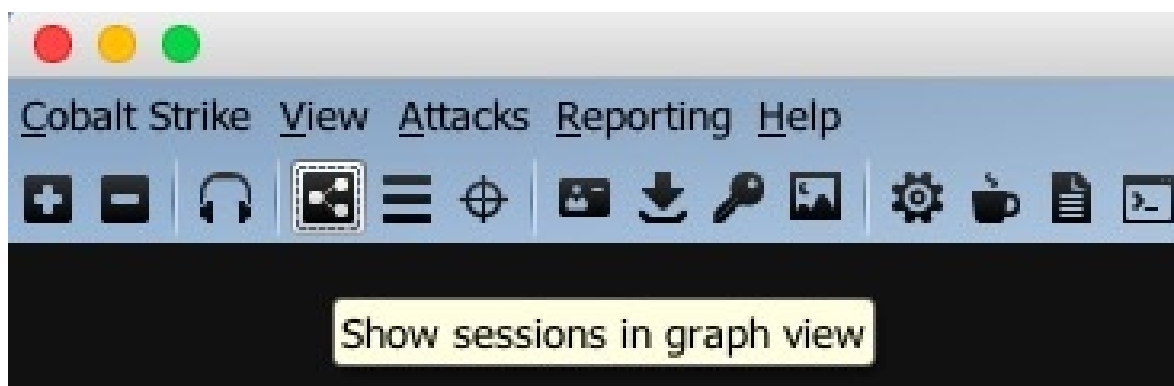 Cobalt Strike View Attacks Reporting Help
Show sessions in graph view